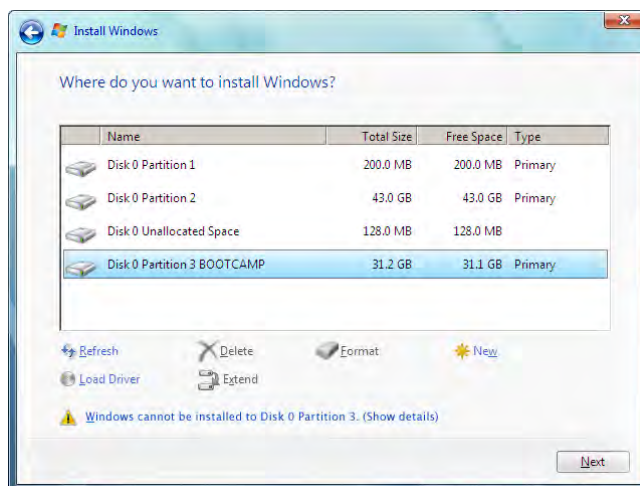 Install Windows
Where do you want to install Windows?
Name Total Size Free Space Type
Disk 0 Partition 1 200.0 MB 200.0 MB Primary
Disk 0 Partition 2 43.0 GB 43.0 GB Primary
Disk 0 Unallocated Space 128.0 MB 128.0 MB
Disk 0 Partition 3 BOOTCAMP 31.2 GB 31.1 GB Primary
Refresh Delete Format New
Load Driver Extend
Windows cannot be installed to Disk 0 Partition 3. (Show details)
Next